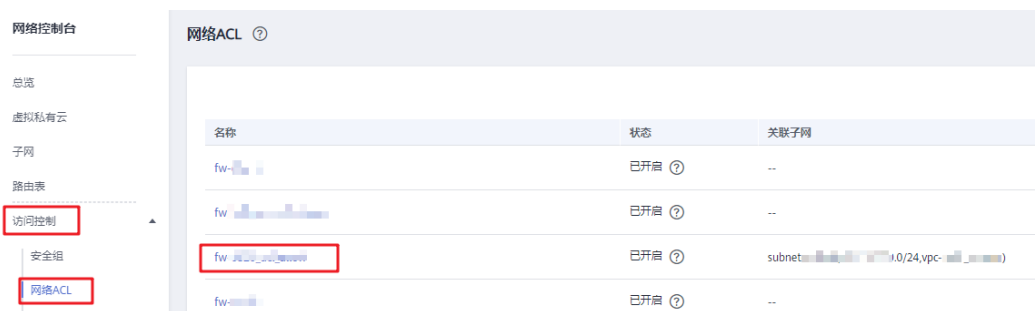 网络控制台
网络ACL ?
总览
虚拟私有云
子网
路由表
访问控制
安全组
网络ACL
名称 状态 关联子网
fw- 已开启 ? --
fw 已开启 ? --
fw 已开启 ? subnet .0/24,vpc- )
fw- 已开启 ? --